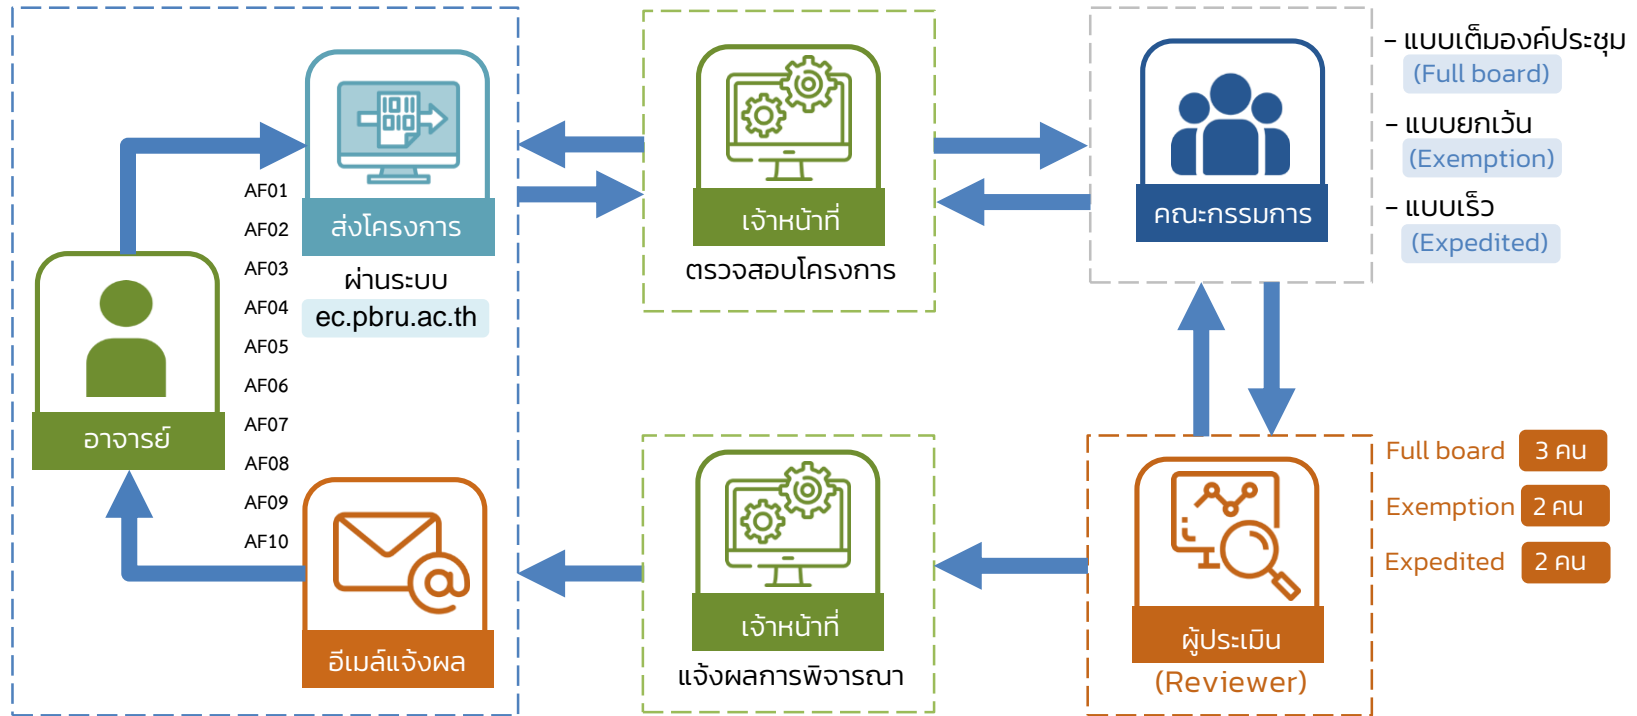 ส่งโครงการ
ผ่านระบบ
ec.pbru.ac.th
AF01
AF02
AF03
AF04
AF05
AF06
AF07
AF08
AF09
AF10
อาจารย์
อีเมล์แจ้งผล
เจ้าหน้าที่
ตรวจสอบโครงการ
คณะกรรมการ
- แบบเต็มองค์ประชุม
(Full board)
- แบบยกเว้น
(Exemption)
- แบบเร็ว
(Expedited)
เจ้าหน้าที่
แจ้งผลการพิจารณา
ผู้ประเมิน
(Reviewer)
Full board 3 คน
Exemption 2 คน
Expedited 2 คน